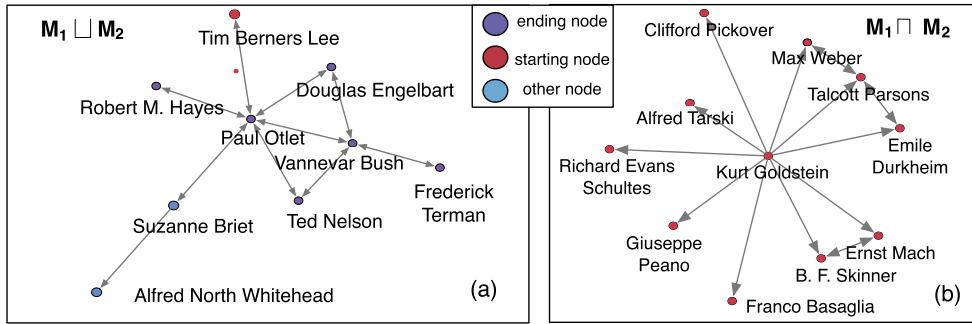 M1 ⊔ M2
Tim Berners Lee
Douglas Engelbart
Robert M. Hayes
Paul Otlet
Vannevar Bush
Frederick
Terman
Ted Nelson
Suzanne Briet
Alfred North Whitehead
(a)
ending node
starting node
other node
M1 ⊓ M2
Clifford Pickover
Max Weber
Talcott Parsons
Alfred Tarski
Emile
Durkheim
Richard Evans
Schultes
Kurt Goldstein
Giuseppe
Peano
Ernst Mach
B. F. Skinner
Franco Basaglia
(b)